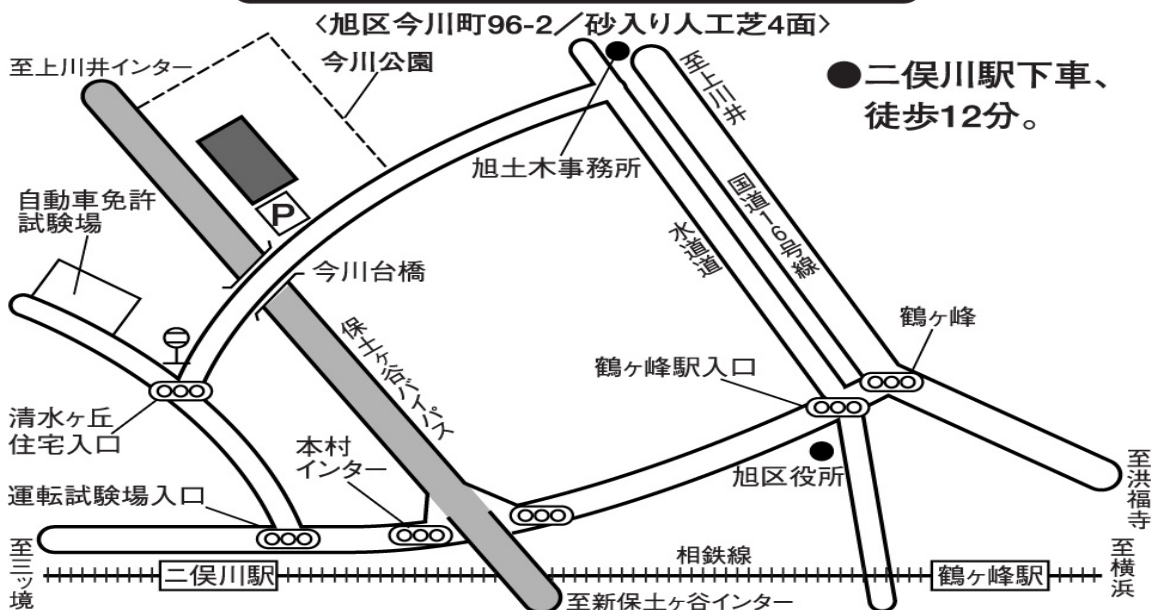 〈旭区今川町96-2／砂入り人工芝4面〉
至上川井インター
今川公園
至上川井
●二俣川駅下車、
徒歩12分。
旭土木事務所
自動車免許
試験場
P
国道16号線
水道道
今川台橋
鶴ヶ峰
保土ヶ谷バイパス
鶴ヶ峰駅入口
清水ヶ丘
住宅入口
本村
インター
旭区役所
至洪福寺
運転試験場入口
至三ッ境
二俣川駅
相鉄線
鶴ヶ峰駅
至横浜
至新保土ヶ谷インター